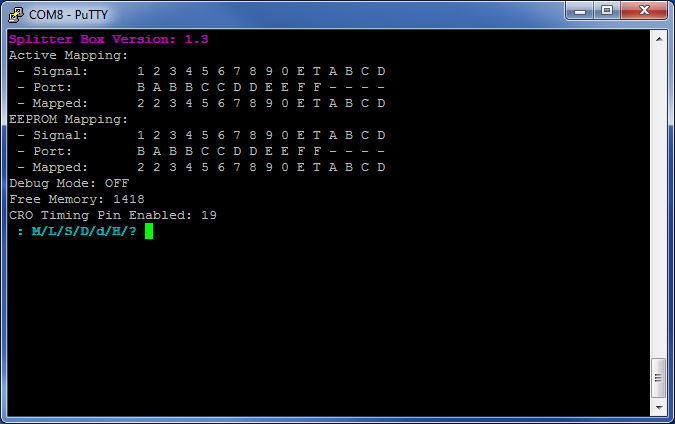 COM8 - PuTTY
Splitter Box Version: 1.3
Active Mapping:
 - Signal:      1 2 3 4 5 6 7 8 9 0 E T A B C D
 - Port:        B A B B C C D D E E F F - - - -
 - Mapped:      2 2 3 4 5 6 7 8 9 0 E T A B C D
EEPROM Mapping:
 - Signal:      1 2 3 4 5 6 7 8 9 0 E T A B C D
 - Port:        B A B B C C D D E E F F - - - -
 - Mapped:      2 2 3 4 5 6 7 8 9 0 E T A B C D
Debug Mode: OFF
Free Memory: 1418
CRO Timing Pin Enabled: 19
 : M/L/S/D/d/H/?